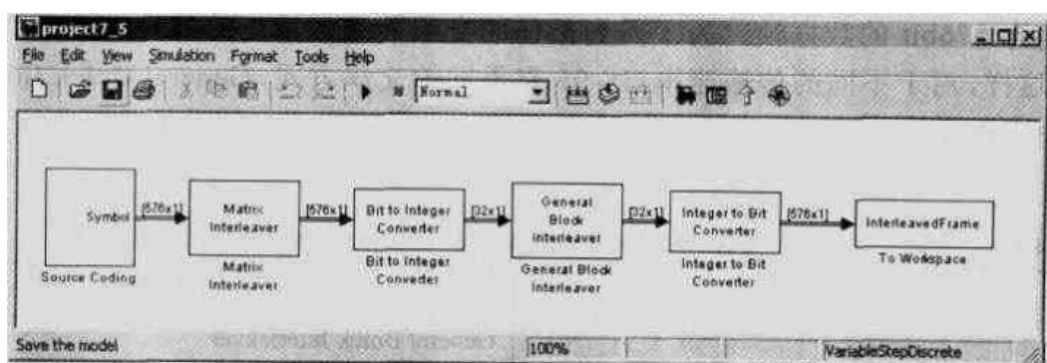 project7_5
File Edit View Simulation Format Tools Help
Normal
Symbol
Source Coding
[576x1]
Matrix
Interleaver
Matrix
Interleaver
[576x1]
Bit to Integer
Converter
Bit to Integer
Converter
[32x1]
General
Block
Interleaver
General Block
Interleaver
[32x1]
Integer to Bit
Converter
Integer to Bit
Converter
[576x1]
InterleavedFrame
To Workspace
Save the model
100%
VariableStepDiscrete